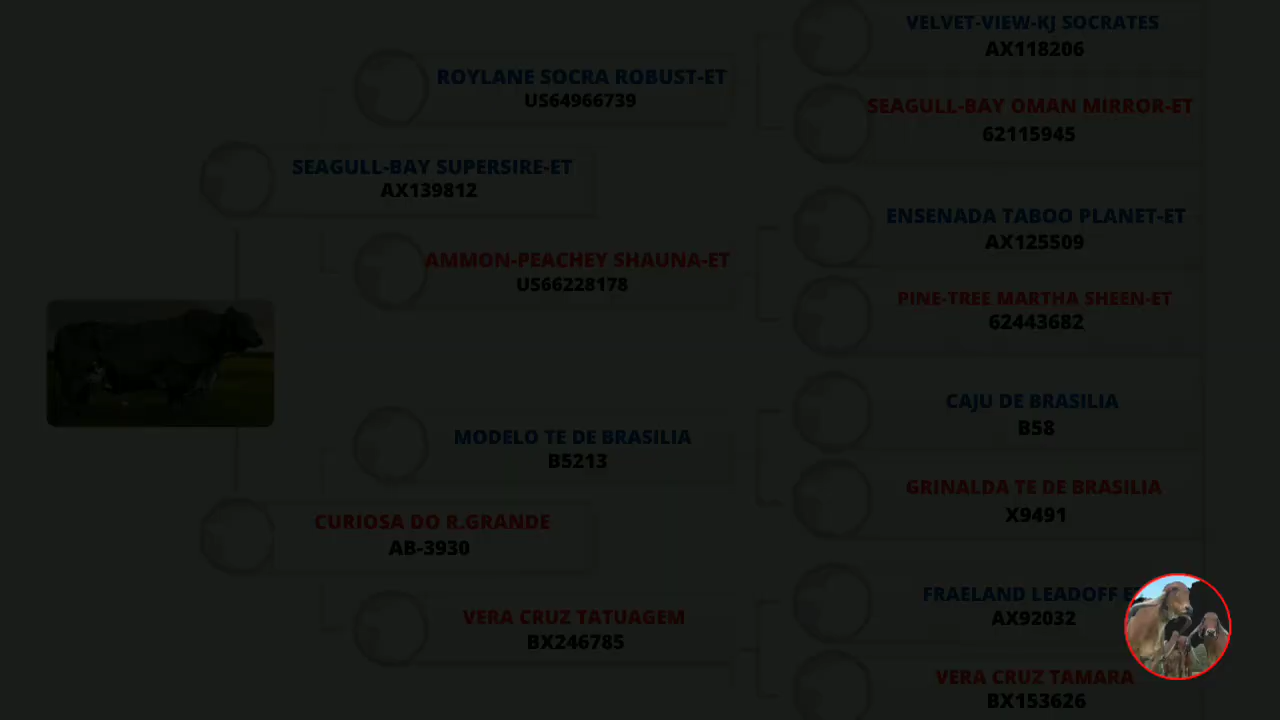 VELVET-VIEW-KJ SOCRATES
AX118206
ROYLANE SOCRA ROBUST-ET
US64966739
SEAGULL-BAY OMAN MIRROR-ET
62115945
SEAGULL-BAY SUPERSIRE-ET
AX139812
ENSENADA TABOO PLANET-ET
AX125509
AMMON-PEACHEY SHAUNA-ET
US66228178
PINE-TREE MARTHA SHEEN-ET
62443682
CAJU DE BRASILIA
B58
MODELO TE DE BRASILIA
B5213
GRINALDA TE DE BRASILIA
X9491
CURIOSA DO R.GRANDE
AB-3930
FRAELAND LEADOFF
AX92032
VERA CRUZ TATUAGEM
BX246785
VERA CRUZ TAMARA
BX153626